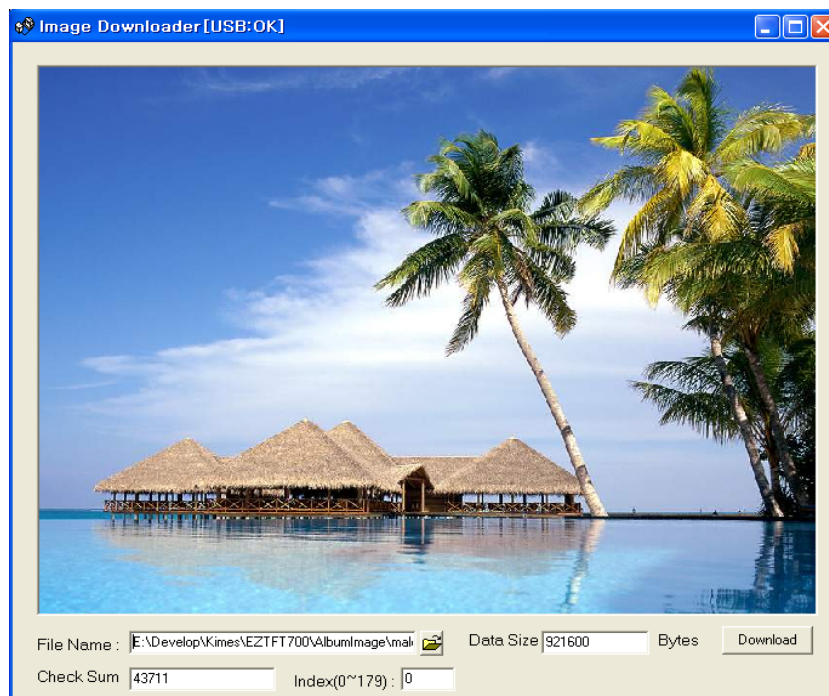 Image Downloader[USB:OK]
File Name : E:\Develop\Kimes\EZTFT700\AlbumImage\mal
Data Size 921600 Bytes Download
Check Sum 43711 Index(0~179) : 0